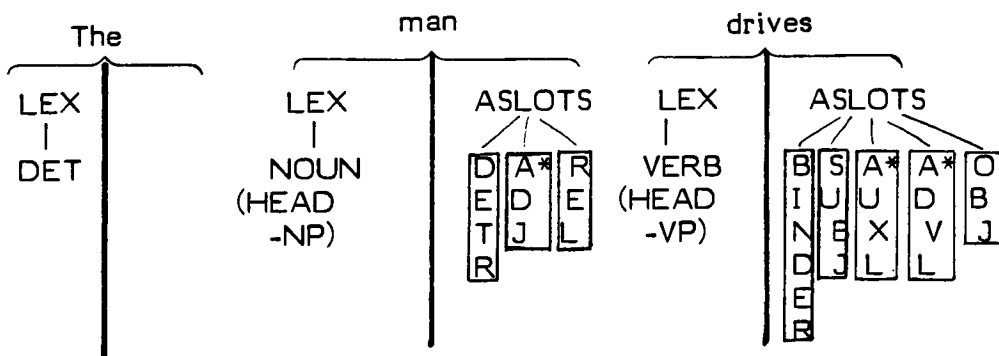 The man drives
LEX LEX ASLOTS LEX ASLOTS
DET NOUN (HEAD -NP) DETR A*DJ REL VERB (HEAD -VP) BINDER SUBJ A*UXL A*DVL OBJ